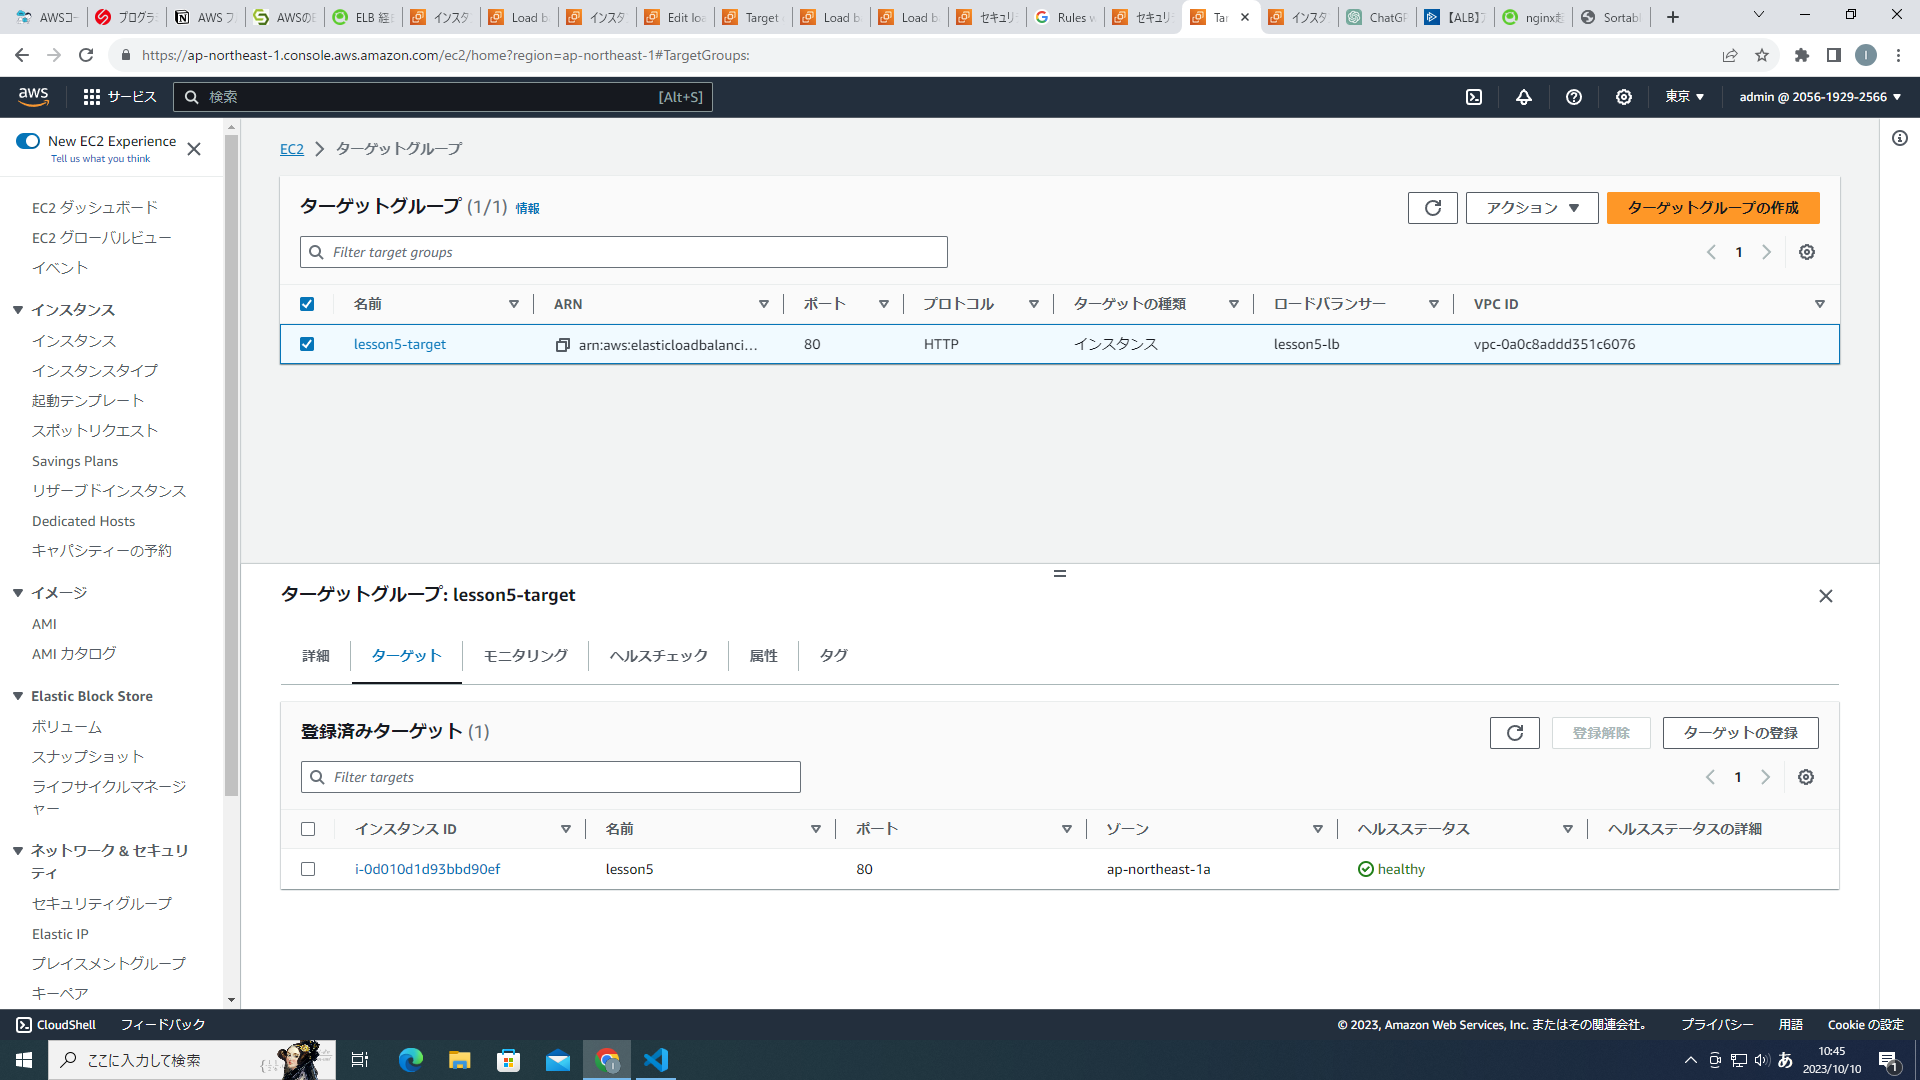 AWSコー
プログラミ
AWS フ
AWSのE
ELB 経由
インスタ
Load ba
インスタ
Edit loa
Target g
Load ba
Load ba
セキュリテ
Rules w
セキュリテ
Tar
インスタ
ChatGP
【ALB】ア
nginx起
Sortabl
https://ap-northeast-1.console.aws.amazon.com/ec2/home?region=ap-northeast-1#TargetGroups:
I
aws
サービス
検索
[Alt+S]
東京
admin @ 2056-1929-2566
New EC2 Experience
Tell us what you think
EC2 ダッシュボード
EC2 グローバルビュー
イベント
インスタンス
インスタンス
インスタンスタイプ
起動テンプレート
スポットリクエスト
Savings Plans
リザーブドインスタンス
Dedicated Hosts
キャパシティーの予約
イメージ
AMI
AMI カタログ
Elastic Block Store
ボリューム
スナップショット
ライフサイクルマネージ
ャー
ネットワーク & セキュリ
ティ
セキュリティグループ
Elastic IP
プレイスメントグループ
キーペア
EC2
ターゲットグループ
ターゲットグループ (1/1) 情報
アクション
ターゲットグループの作成
Filter target groups
1
名前
ARN
ポート
プロトコル
ターゲットの種類
ロードバランサー
VPC ID
lesson5-target
arn:aws:elasticloadbalanci...
80
HTTP
インスタンス
lesson5-lb
vpc-0a0c8addd351c6076
ターゲットグループ: lesson5-target
詳細
ターゲット
モニタリング
ヘルスチェック
属性
タグ
登録済みターゲット (1)
登録解除
ターゲットの登録
Filter targets
1
インスタンス ID
名前
ポート
ゾーン
ヘルスステータス
ヘルスステータスの詳細
i-0d010d1d93bbd90ef
lesson5
80
ap-northeast-1a
healthy
CloudShell
フィードバック
© 2023, Amazon Web Services, Inc. またはその関連会社。
プライバシー
用語
Cookie の設定
ここに入力して検索
あ
10:45
2023/10/10
1